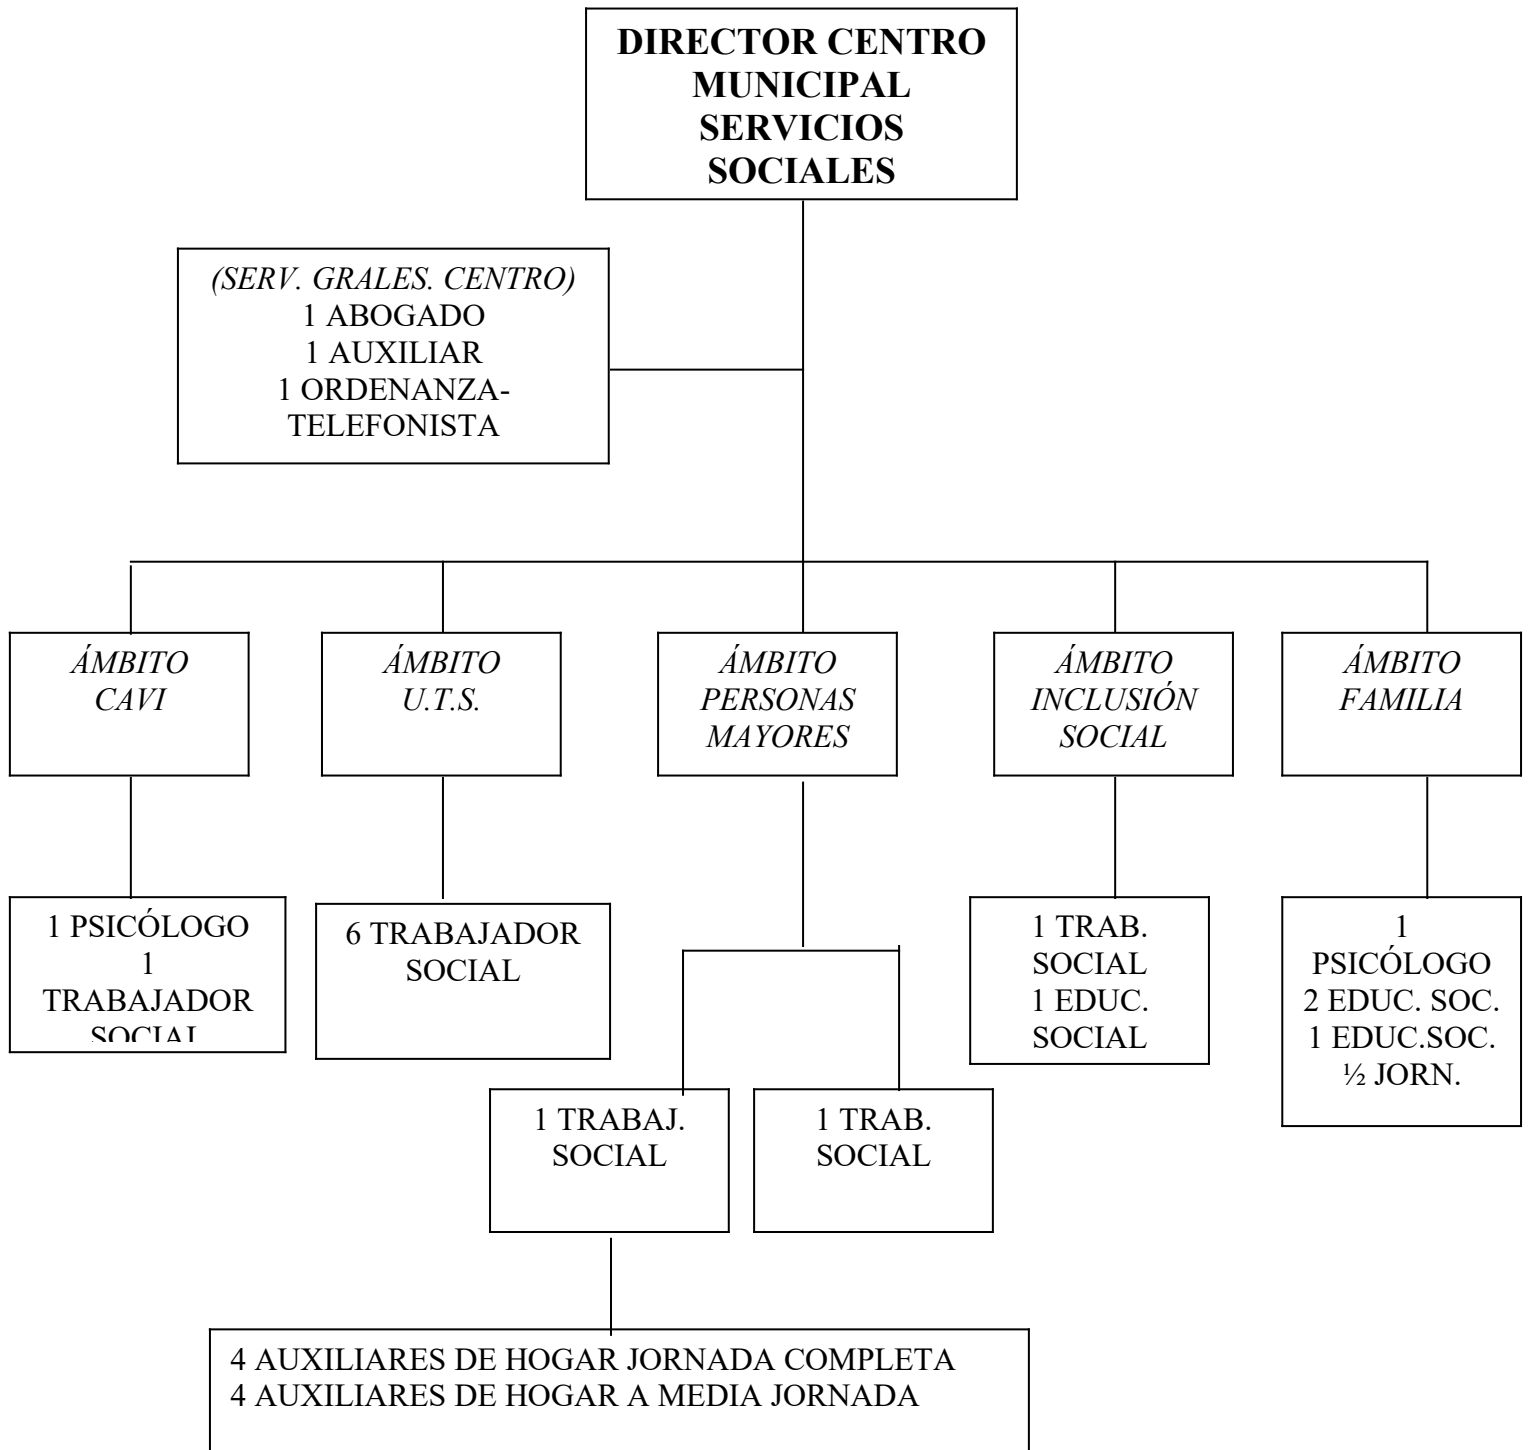 DIRECTOR CENTRO
MUNICIPAL
SERVICIOS
SOCIALES
(SERV. GRALES. CENTRO)
1 ABOGADO
1 AUXILIAR
1 ORDENANZA-
TELEFONISTA
ÁMBITO
CAVI
ÁMBITO
U.T.S.
ÁMBITO
PERSONAS
MAYORES
ÁMBITO
INCLUSIÓN
SOCIAL
ÁMBITO
FAMILIA
1 PSICÓLOGO
1
TRABAJADOR
SOCIAL
6 TRABAJADOR
SOCIAL
1 TRAB.
SOCIAL
1 EDUC.
SOCIAL
1
PSICÓLOGO
2 EDUC. SOC.
1 EDUC.SOC.
½ JORN.
1 TRABAJ.
SOCIAL
1 TRAB.
SOCIAL
4 AUXILIARES DE HOGAR JORNADA COMPLETA
4 AUXILIARES DE HOGAR A MEDIA JORNADA